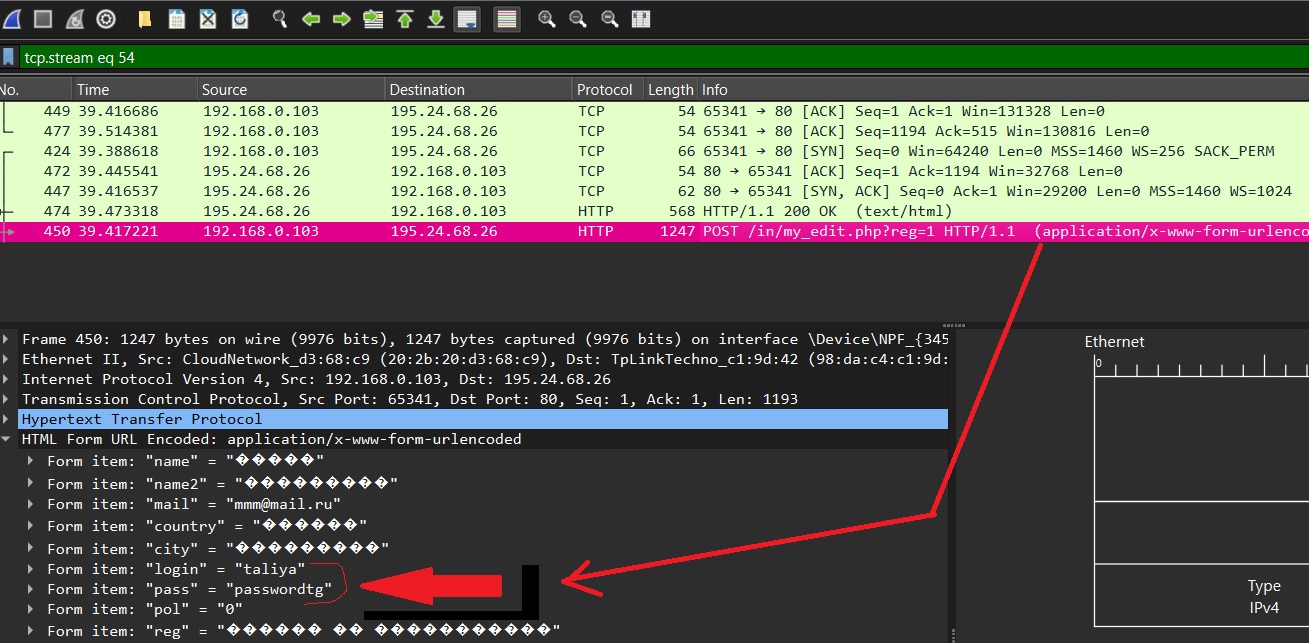 tcp.stream eq 54
No. Time Source Destination Protocol Length Info
449 39.416686 192.168.0.103 195.24.68.26 TCP 54 65341 → 80 [ACK] Seq=1 Ack=1 Win=131328 Len=0
477 39.514381 192.168.0.103 195.24.68.26 TCP 54 65341 → 80 [ACK] Seq=1194 Ack=515 Win=130816 Len=0
424 39.388618 192.168.0.103 195.24.68.26 TCP 66 65341 → 80 [SYN] Seq=0 Win=64240 Len=0 MSS=1460 WS=256 SACK_PERM
472 39.445541 195.24.68.26 192.168.0.103 TCP 54 80 → 65341 [ACK] Seq=1 Ack=1194 Win=32768 Len=0
447 39.416537 195.24.68.26 192.168.0.103 TCP 62 80 → 65341 [SYN, ACK] Seq=0 Ack=1 Win=29200 Len=0 MSS=1460 WS=1024
474 39.473318 195.24.68.26 192.168.0.103 HTTP 568 HTTP/1.1 200 OK (text/html)
450 39.417221 192.168.0.103 195.24.68.26 HTTP 1247 POST /in/my_edit.php?reg=1 HTTP/1.1 (application/x-www-form-urlenco
Frame 450: 1247 bytes on wire (9976 bits), 1247 bytes captured (9976 bits) on interface \Device\NPF_{345
Ethernet II, Src: CloudNetwork_d3:68:c9 (20:2b:20:d3:68:c9), Dst: TpLinkTechno_c1:9d:42 (98:da:c4:c1:9d:
Internet Protocol Version 4, Src: 192.168.0.103, Dst: 195.24.68.26
Transmission Control Protocol, Src Port: 65341, Dst Port: 80, Seq: 1, Ack: 1, Len: 1193
Hypertext Transfer Protocol
HTML Form URL Encoded: application/x-www-form-urlencoded
Form item: "name" = "�����"
Form item: "name2" = "���������"
Form item: "mail" = "mmm@mail.ru"
Form item: "country" = "������"
Form item: "city" = "���������"
Form item: "login" = "taliya"
Form item: "pass" = "passwordtg"
Form item: "pol" = "0"
Form item: "reg" = "������ �� �����������"
Ethernet
0
Type
IPv4